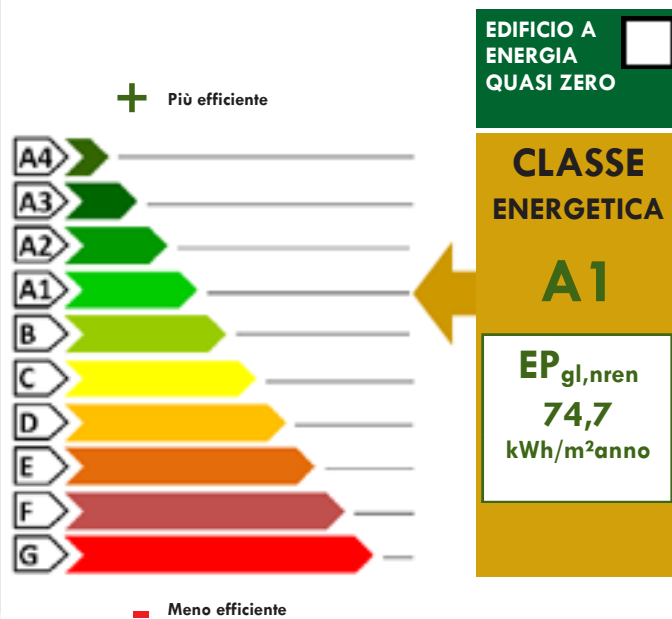 EDIFICIO A
ENERGIA
QUASI ZERO
+ Più efficiente
A4
A3
A2
A1
B
C
D
E
F
G
- Meno efficiente
CLASSE
ENERGETICA
A1
EPgl,nren
74,7
kWh/m²anno